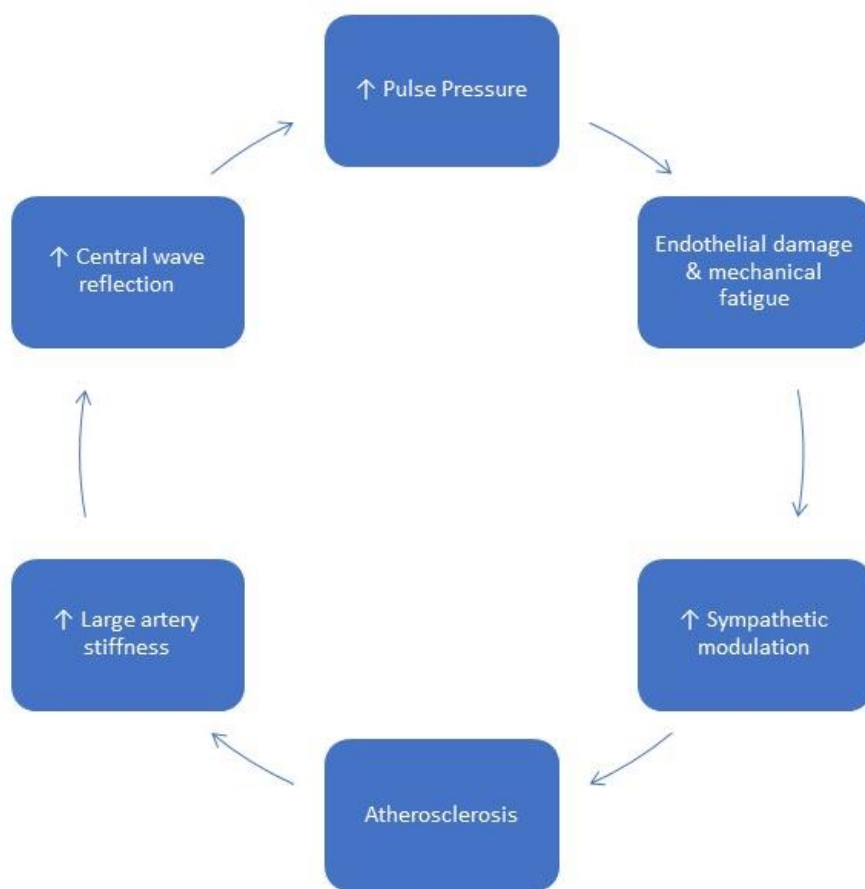 ↑ Pulse Pressure
Endothelial damage
& mechanical
fatigue
↑ Sympathetic
modulation
Atherosclerosis
↑ Large artery
stiffness
↑ Central wave
reflection